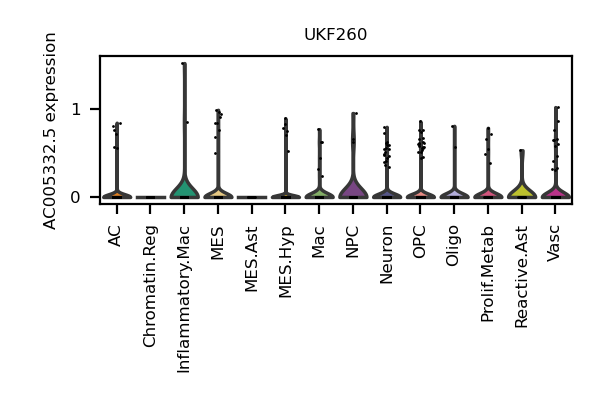 UKF260
AC005332.5 expression
1
0
AC
Chromatin.Reg
Inflammatory.Mac
MES
MES.Ast
MES.Hyp
Mac
NPC
Neuron
OPC
Oligo
Prolif.Metab
Reactive.Ast
Vasc